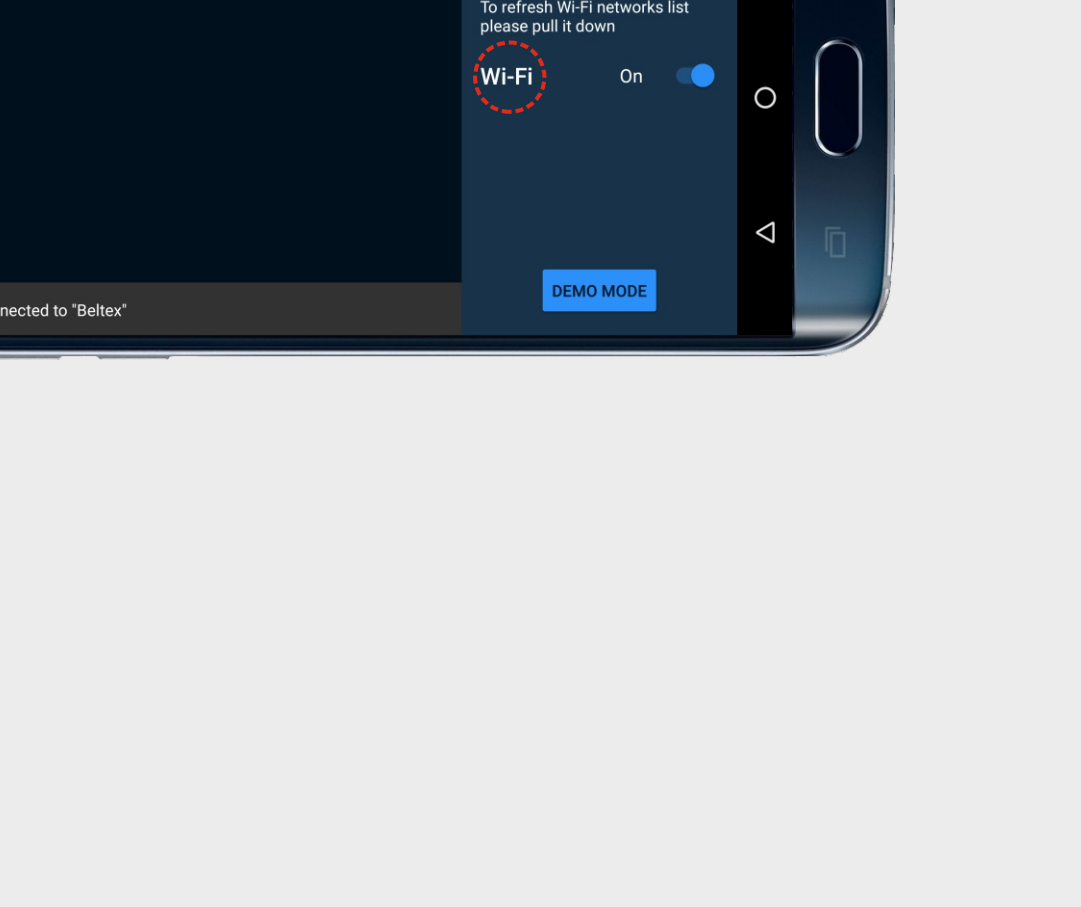 To refresh Wi-Fi networks list
please pull it down
Wi-Fi On
DEMO MODE
nected to "Beltex"